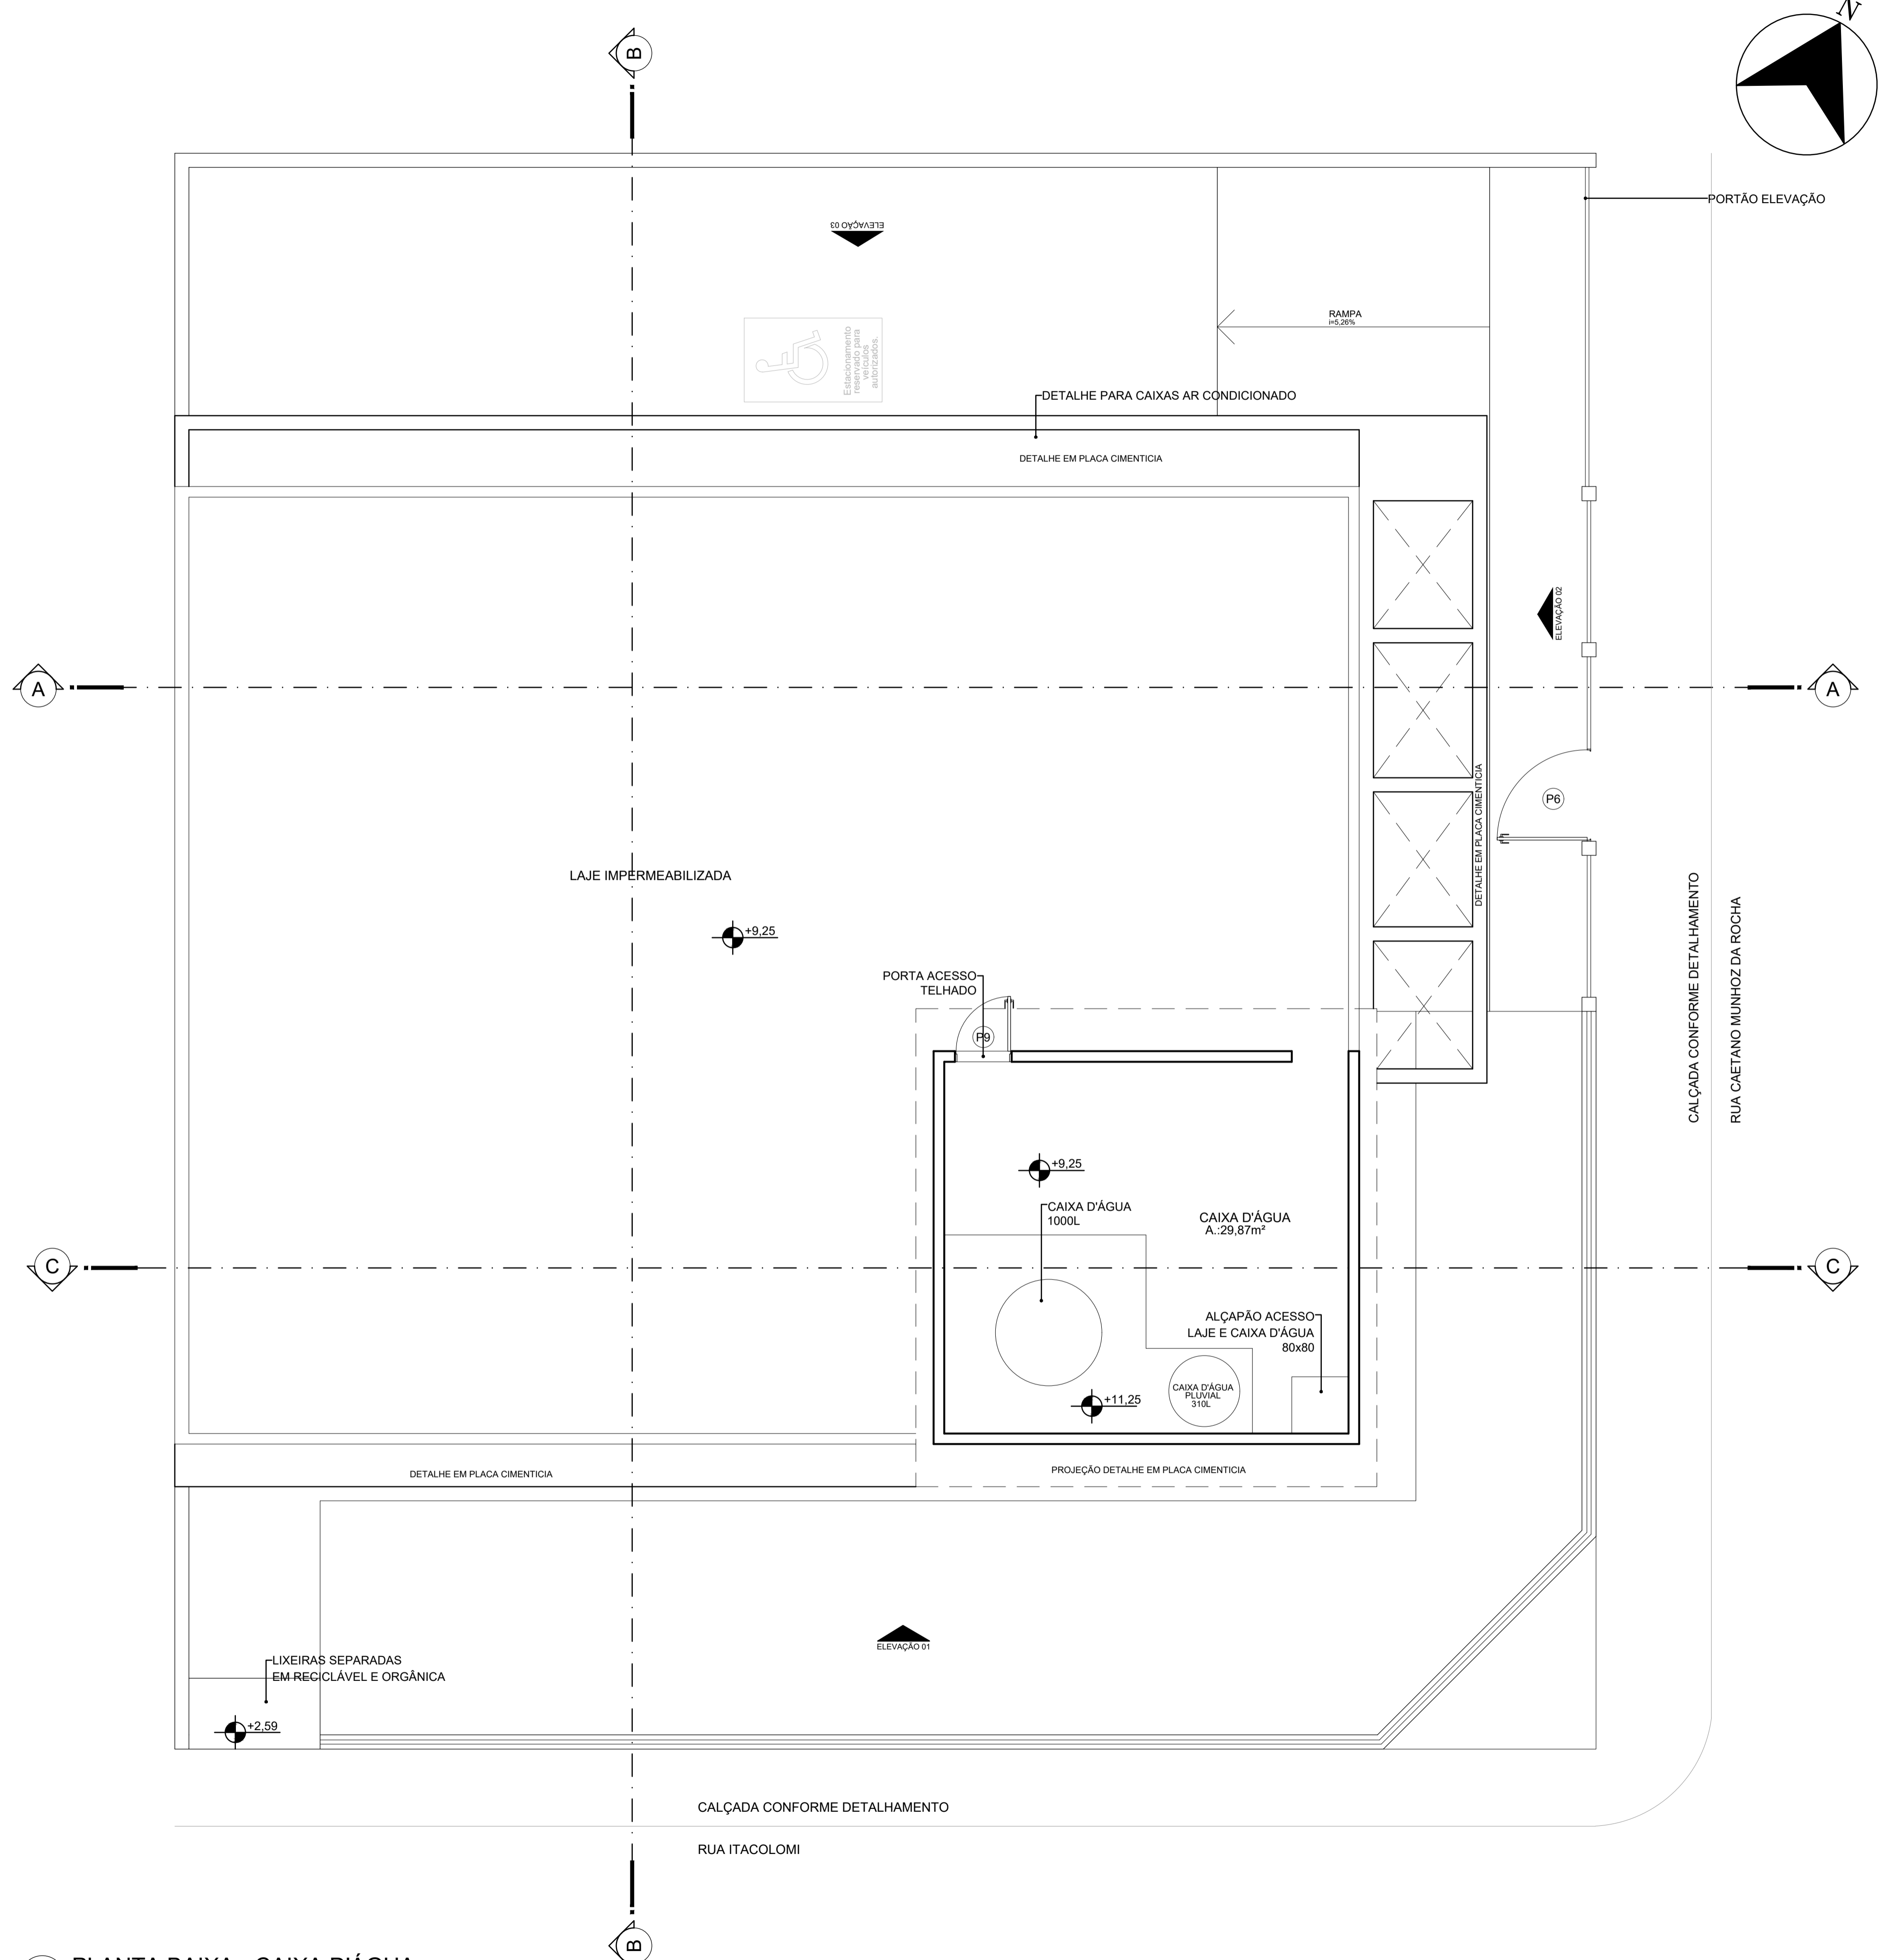 B
N
PORTÃO ELEVAÇÃO
ELEVAÇÃO 03
RAMPA
i=5,26%
Estacionamento
reservado para
veículos
autorizados.
DETALHE PARA CAIXAS AR CONDICIONADO
DETALHE EM PLACA CIMENTICIA
ELEVAÇÃO 02
A
A
DETALHE EM PLACA CIMENTICIA
P6
LAJE IMPERMEABILIZADA
+9,25
CALÇADA CONFORME DETALHAMENTO
RUA CAETANO MUNHOZ DA ROCHA
PORTA ACESSO
TELHADO
P9
+9,25
CAIXA D'ÁGUA
1000L
CAIXA D'ÁGUA
A.:29,87m²
C
C
ALÇAPÃO ACESSO
LAJE E CAIXA D'ÁGUA
80x80
CAIXA D'ÁGUA
PLUVIAL
310L
+11,25
DETALHE EM PLACA CIMENTICIA
PROJEÇÃO DETALHE EM PLACA CIMENTICIA
ELEVAÇÃO 01
LIXEIRAS SEPARADAS
EM RECICLÁVEL E ORGÂNICA
+2,59
CALÇADA CONFORME DETALHAMENTO
RUA ITACOLOMI
B
PLANTA BAIXA - CAIXA D'ÁGUA